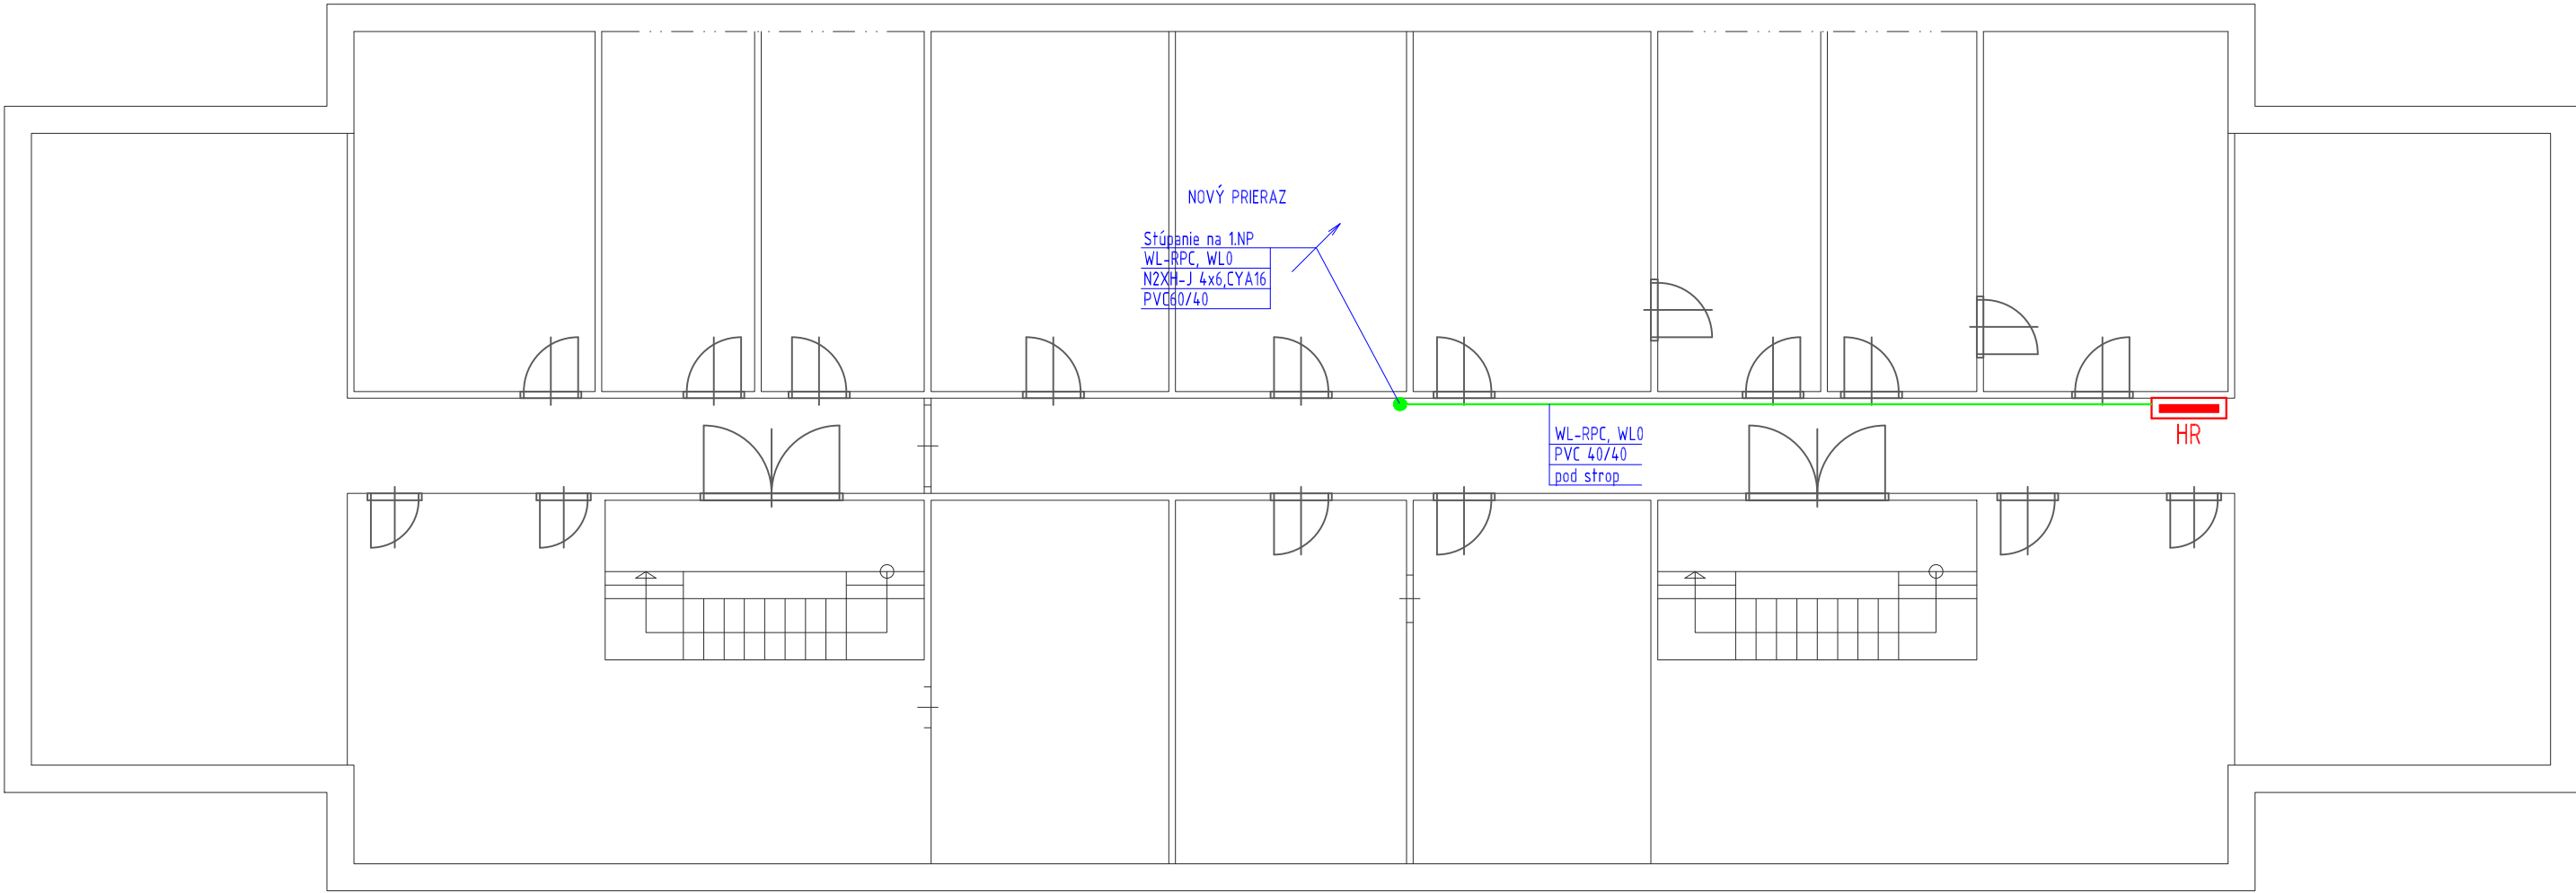 NOVÝ PRIERAZ
Stúpanie na 1.NP
WL-RPC, WL0
N2XH-J 4x6,CYA16
PVC60/40
WL-RPC, WL0
PVC 40/40
pod strop
HR